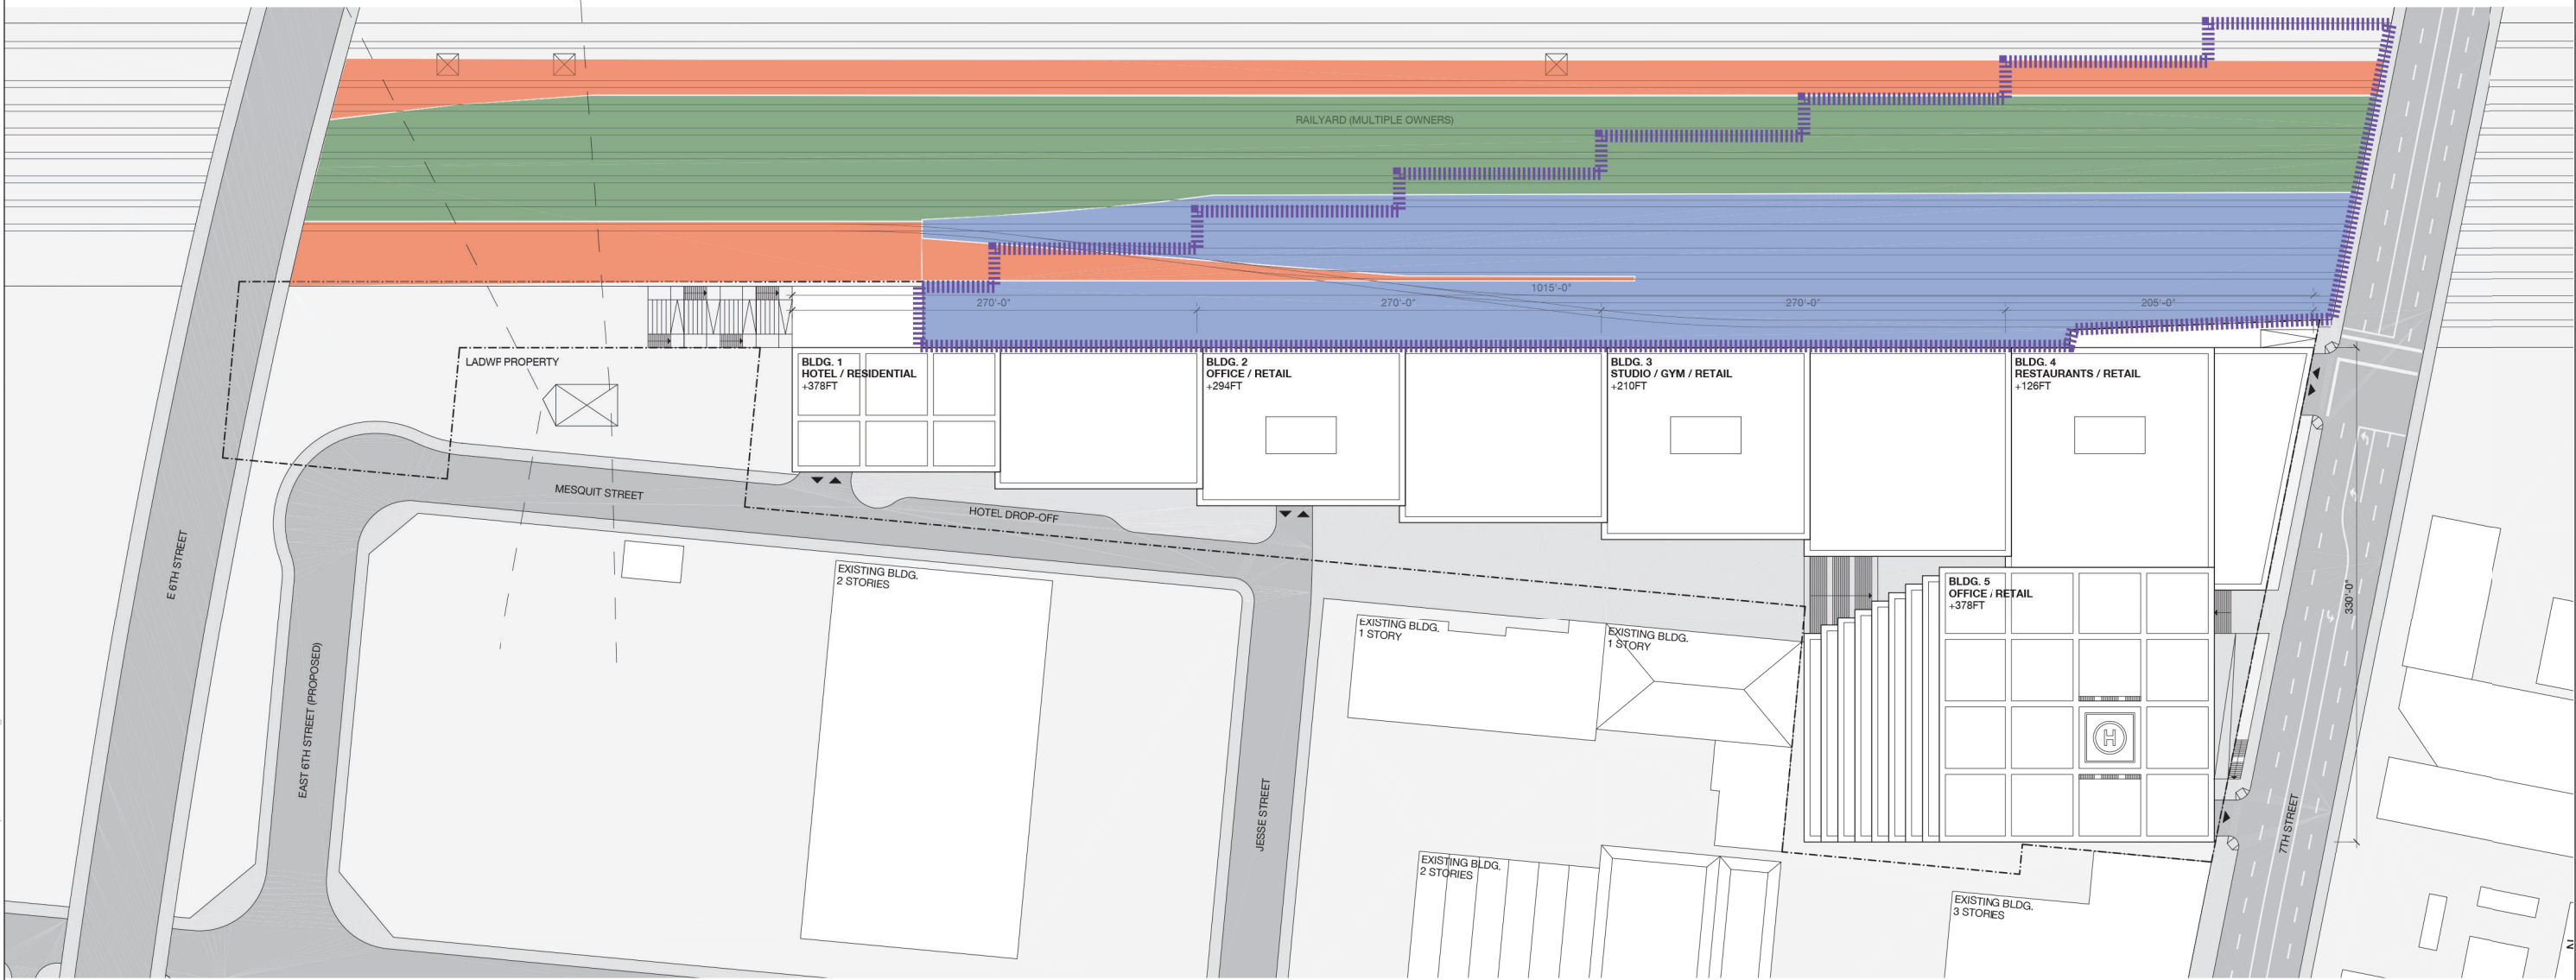 RAILYARD (MULTIPLE OWNERS)
1015'-0"
270'-0"
270'-0"
270'-0"
205'-0"
LADWP PROPERTY
BLDG. 1
HOTEL / RESIDENTIAL
+378FT
BLDG. 2
OFFICE / RETAIL
+294FT
BLDG. 3
STUDIO / GYM / RETAIL
+210FT
BLDG. 4
RESTAURANTS / RETAIL
+126FT
MESQUIT STREET
HOTEL DROP-OFF
E 6TH STREET
EXISTING BLDG.
2 STORIES
BLDG. 5
OFFICE / RETAIL
+378FT
330'-0"
EXISTING BLDG.
1 STORY
EXISTING BLDG.
1 STORY
EAST 6TH STREET (PROPOSED)
H
JESSE STREET
7TH STREET
EXISTING BLDG.
2 STORIES
EXISTING BLDG.
3 STORIES
N